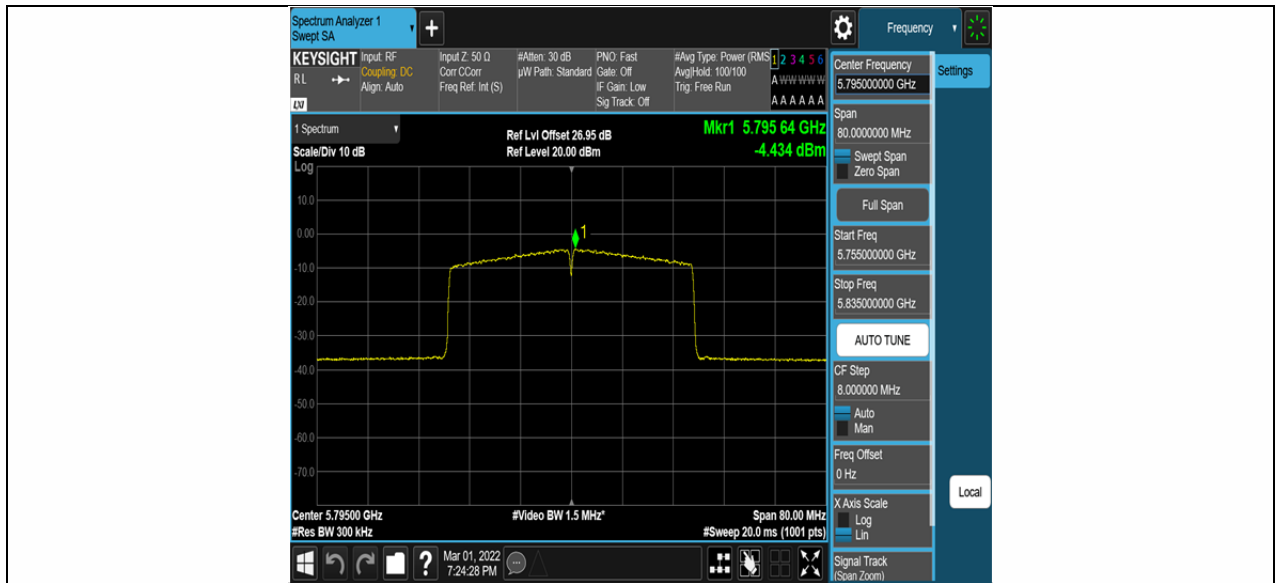 Spectrum Analyzer 1
Swept SA
+
Frequency
KEYSIGHT
RL
LXI
Input: RF
Coupling: DC
Align: Auto
Input Z: 50 Ω
Corr CCorr
Freq Ref: Int (S)
#Atten: 30 dB
µW Path: Standard
PNO: Fast
Gate: Off
IF Gain: Low
Sig Track: Off
#Avg Type: Power (RMS
Avg|Hold: 100/100
Trig: Free Run
1 2 3 4 5 6
A W W W W W
A A A A A A
1 Spectrum
Scale/Div 10 dB
Log
Ref Lvl Offset 26.95 dB
Ref Level 20.00 dBm
Mkr1 5.795 64 GHz
-4.434 dBm
1
10.0
0.00
-10.0
-20.0
-30.0
-40.0
-50.0
-60.0
-70.0
Center 5.79500 GHz
#Res BW 300 kHz
#Video BW 1.5 MHz*
Span 80.00 MHz
#Sweep 20.0 ms (1001 pts)
?
Mar 01, 2022
7:24:28 PM
Center Frequency
5.795000000 GHz
Span
80.0000000 MHz
Swept Span
Zero Span
Full Span
Start Freq
5.755000000 GHz
Stop Freq
5.835000000 GHz
AUTO TUNE
CF Step
8.000000 MHz
Auto
Man
Freq Offset
0 Hz
X Axis Scale
Log
Lin
Signal Track
(Span Zoom)
Settings
Local